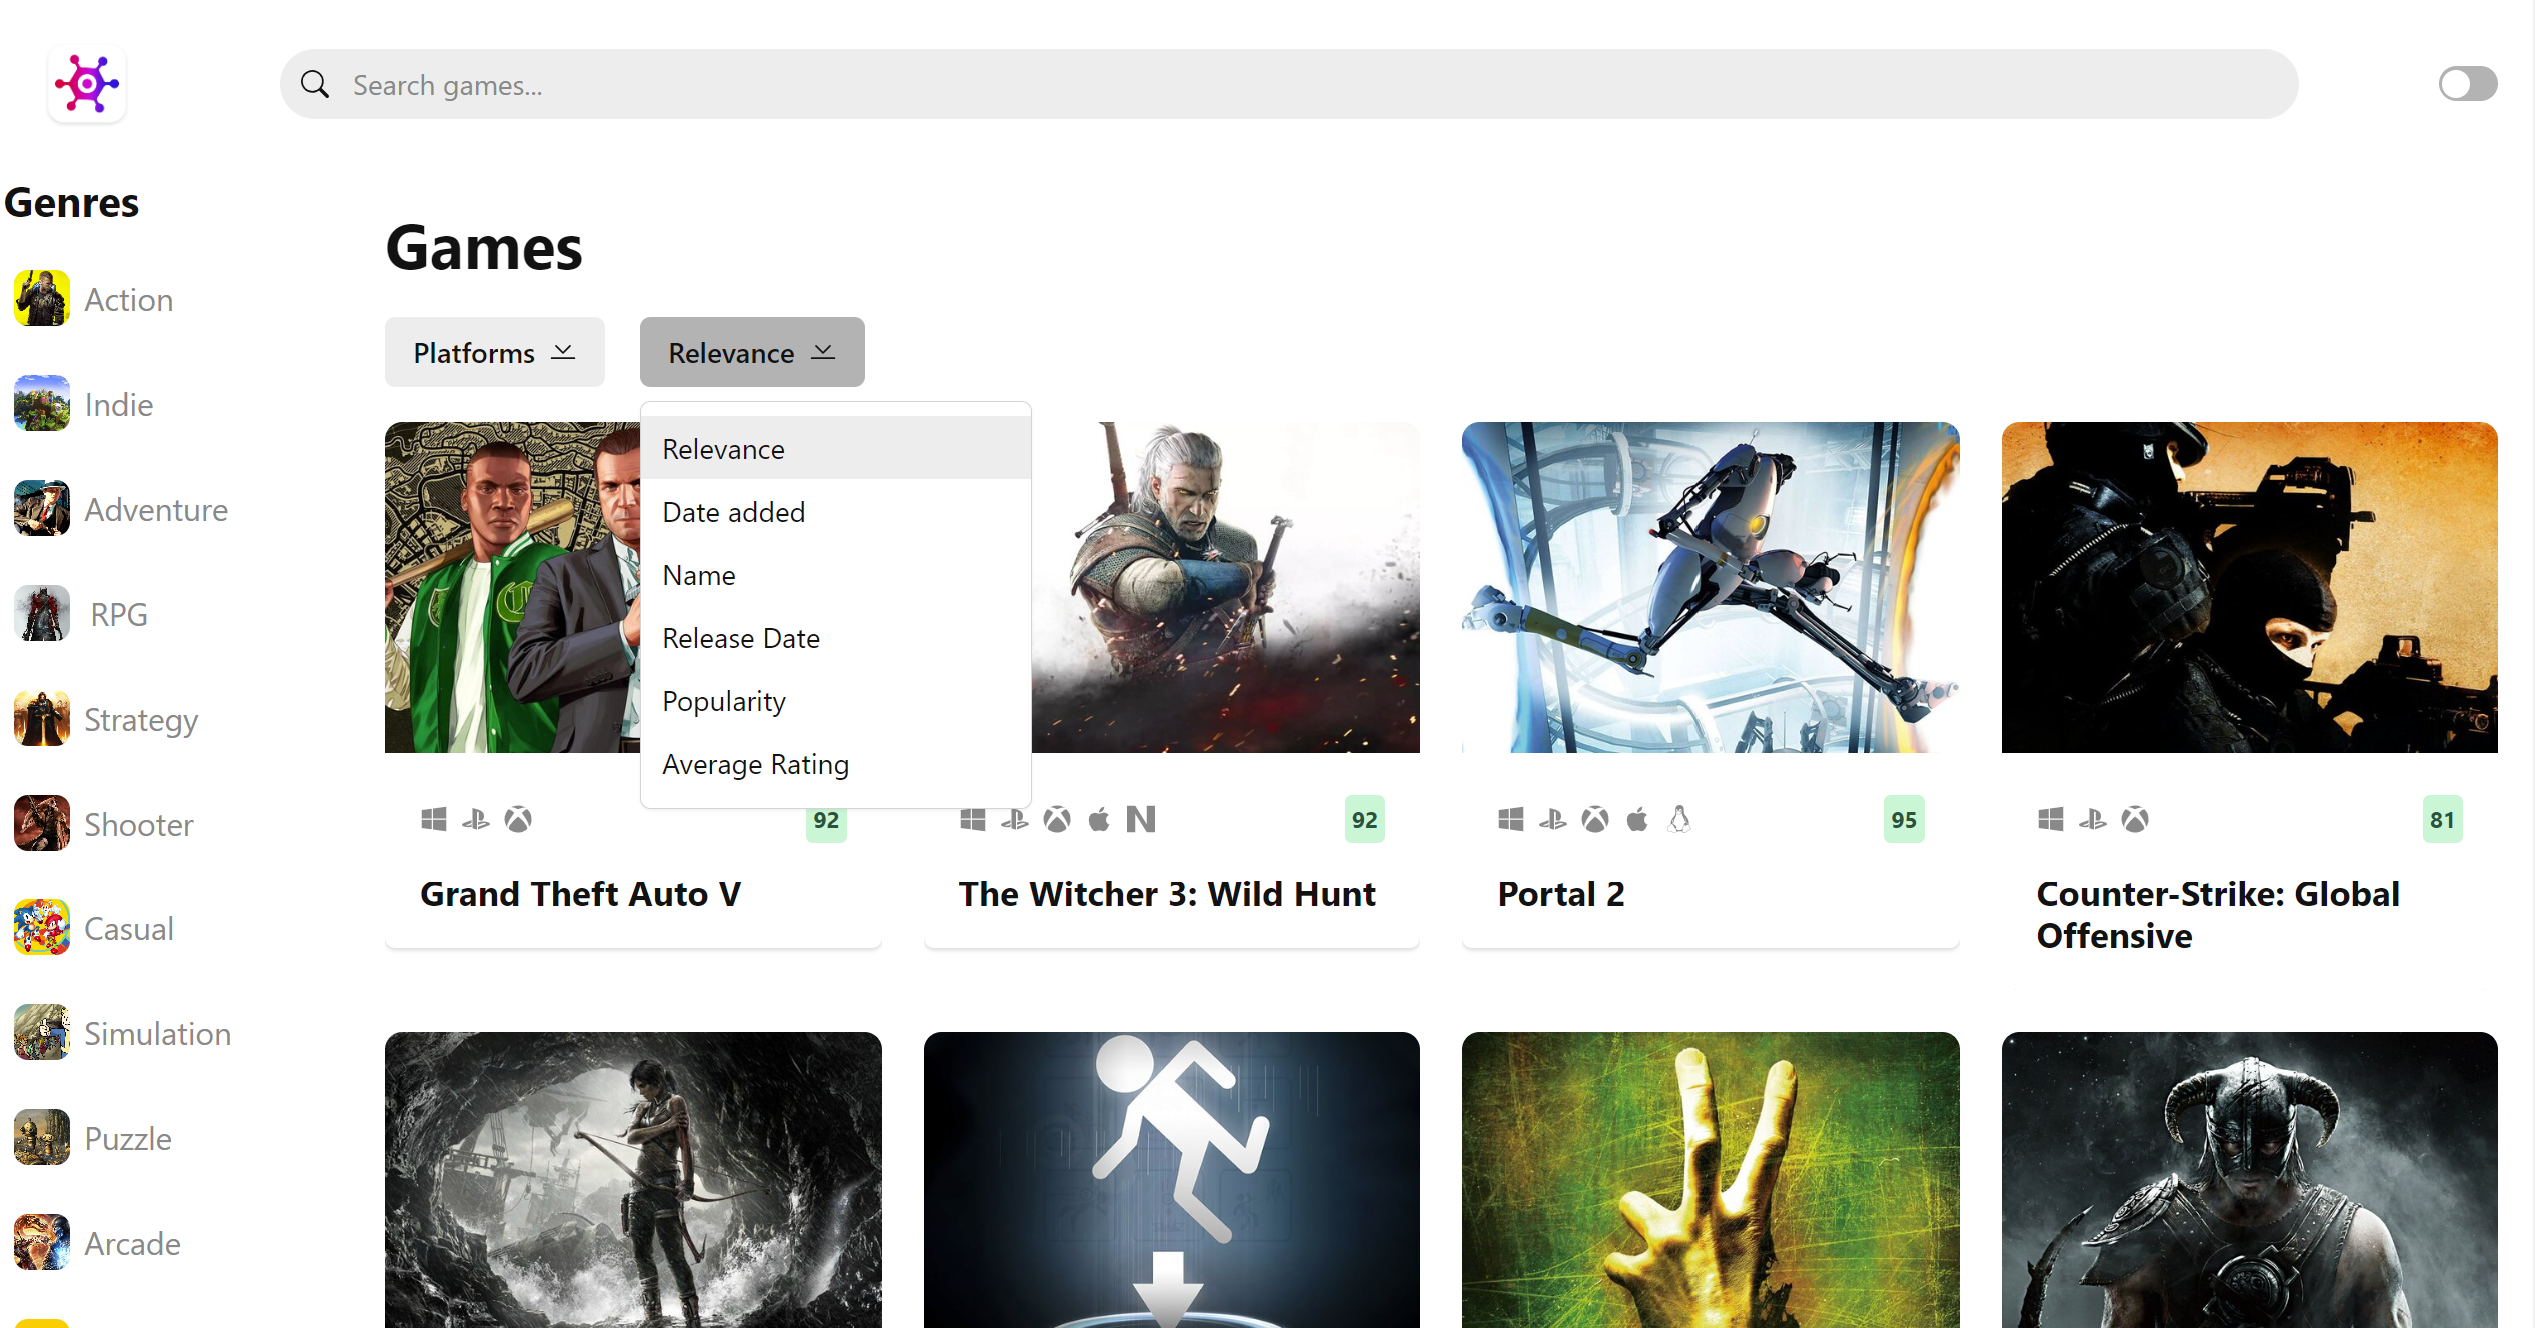 Search games...
Genres
Action
Indie
Adventure
RPG
Strategy
Shooter
Casual
Simulation
Puzzle
Arcade
Games
Platforms
Relevance
Relevance
Date added
Name
Release Date
Popularity
Average Rating
92
92
95
81
Grand Theft Auto V
The Witcher 3: Wild Hunt
Portal 2
Counter-Strike: Global
Offensive